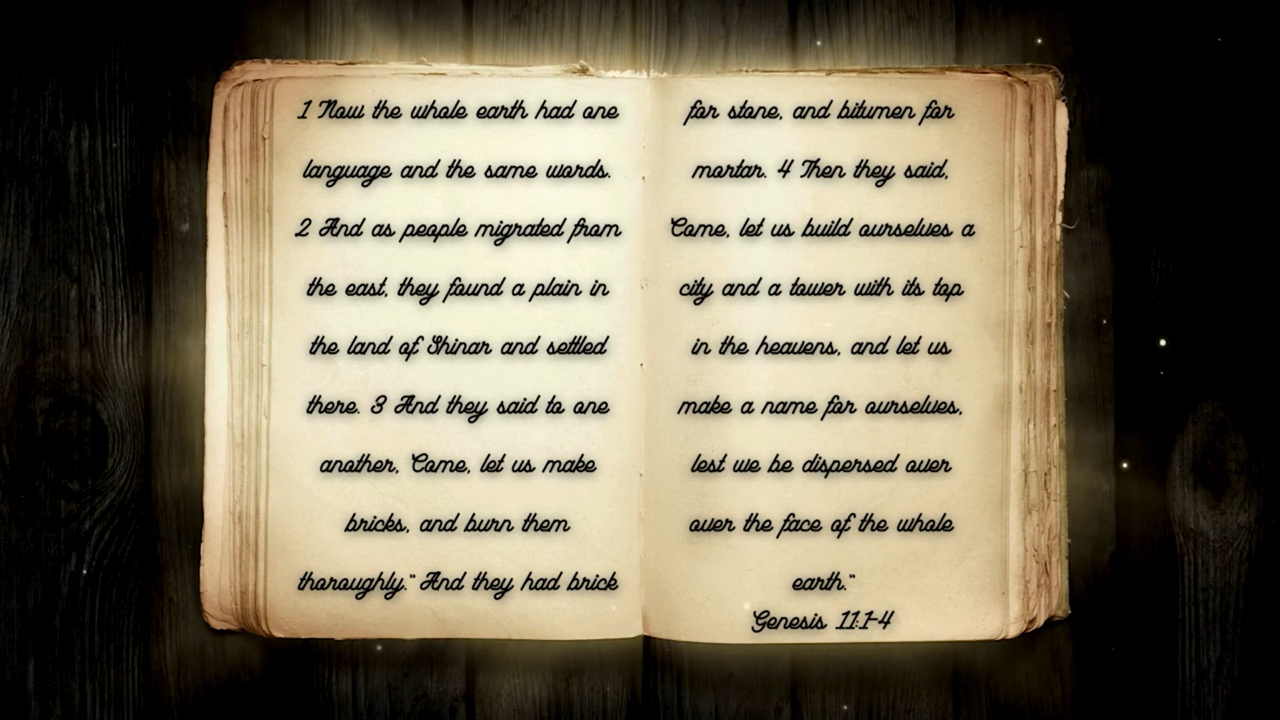 1 Now the whole earth had one
language and the same words.
2 And as people migrated from
the east, they found a plain in
the land of Shinar and settled
there. 3 And they said to one
another, "Come, let us make
bricks, and burn them
thoroughly." And they had brick
for stone, and bitumen for
mortar. 4 Then they said,
"Come, let us build ourselves a
city and a tower with its top
in the heavens, and let us
make a name for ourselves,
lest we be dispersed over
over the face of the whole
earth."
Genesis 11:1-4